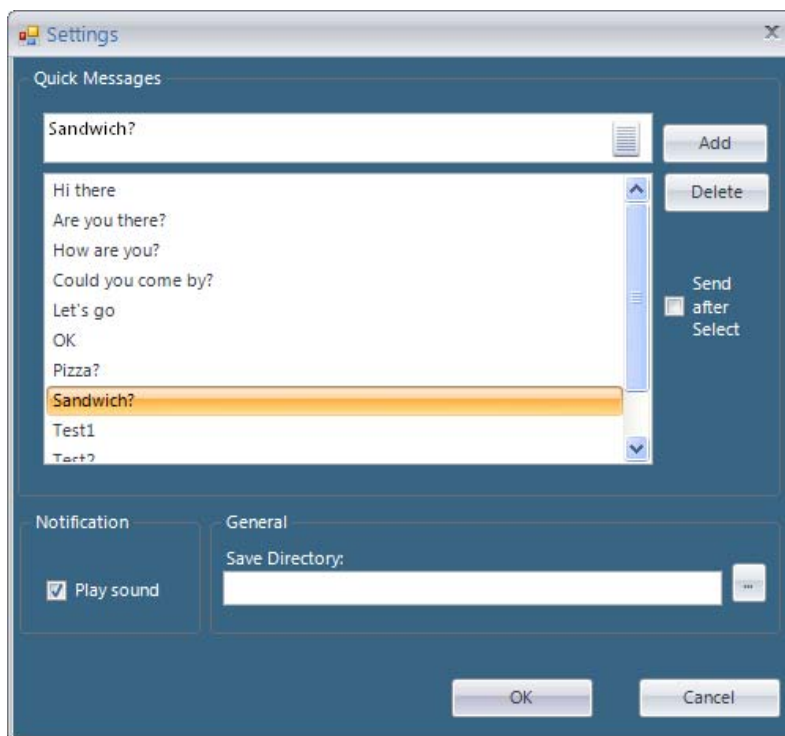 Settings
Quick Messages
Sandwich?
Add
Hi there
Are you there?
How are you?
Could you come by?
Let's go
OK
Pizza?
Sandwich?
Test1
Test2
Delete
Send
after
Select
Notification
Play sound
General
Save Directory:
...
OK
Cancel